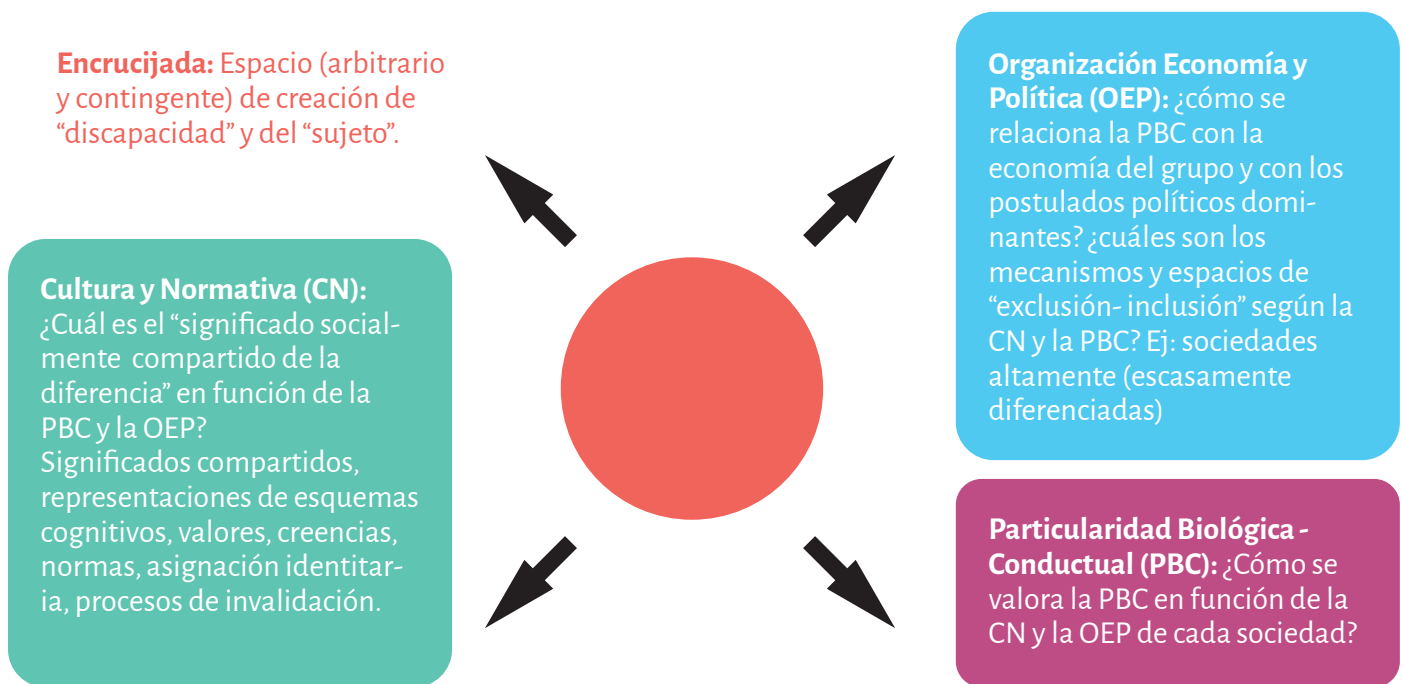 Encrucijada: Espacio (arbitrario
y contingente) de creación de
“discapacidad” y del “sujeto”.
Cultura y Normativa (CN):
¿Cuál es el “significado social-
mente compartido de la
diferencia” en función de la
PBC y la OEP?
Significados compartidos,
representaciones de esquemas
cognitivos, valores, creencias,
normas, asignación identitar-
ia, procesos de invalidación.
Organización Economía y
Política (OEP): ¿cómo se
relaciona la PBC con la
economía del grupo y con los
postulados políticos domi-
nantes? ¿cuáles son los
mecanismos y espacios de
“exclusión- inclusión” según la
CN y la PBC? Ej: sociedades
altamente (escasamente
diferenciadas)
Particularidad Biológica -
Conductual (PBC): ¿Cómo se
valora la PBC en función de la
CN y la OEP de cada sociedad?